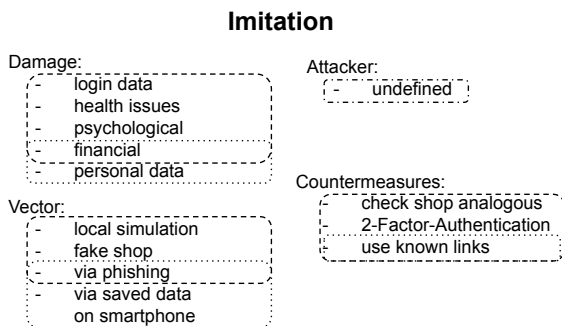 Imitation
Damage:
- login data
- health issues
- psychological
- financial
- personal data
Vector:
- local simulation
- fake shop
- via phishing
- via saved data
on smartphone
Attacker:
- undefined
Countermeasures:
- check shop analogous
- 2-Factor-Authentication
- use known links